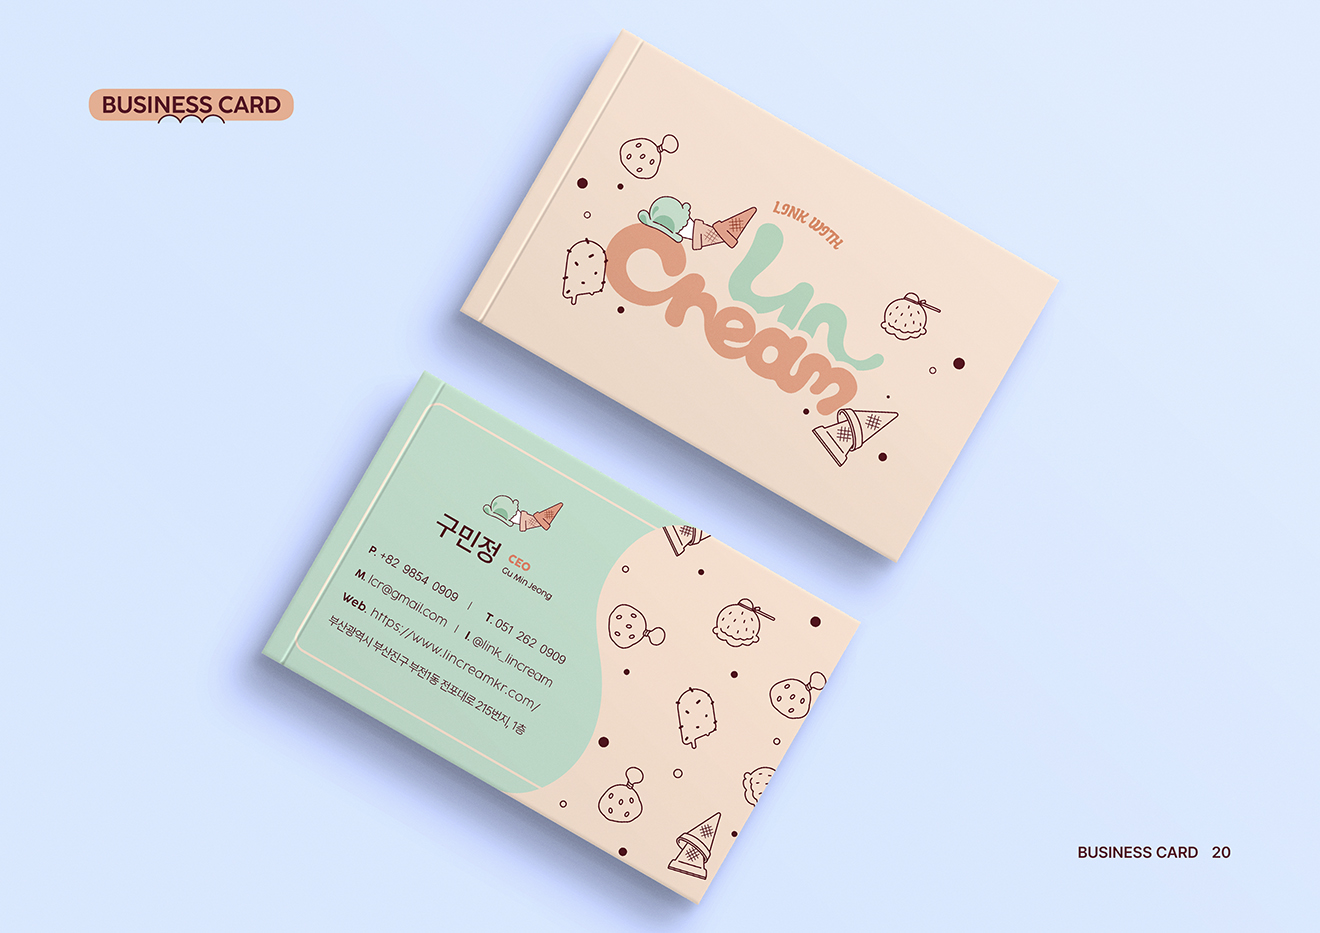 BUSINESS CARD
LINK WITH
Lin
Cream
구민정
CEO
Gu Min Jeong
P. +82 9854 0909 | T. 051 262 0909
M. lcr@gmail.com | I. @link_lincream
Web. https://www.lincreamkr.com/
부산광역시 부산진구 부전1동 전포대로 215번지, 1층
BUSINESS CARD 20